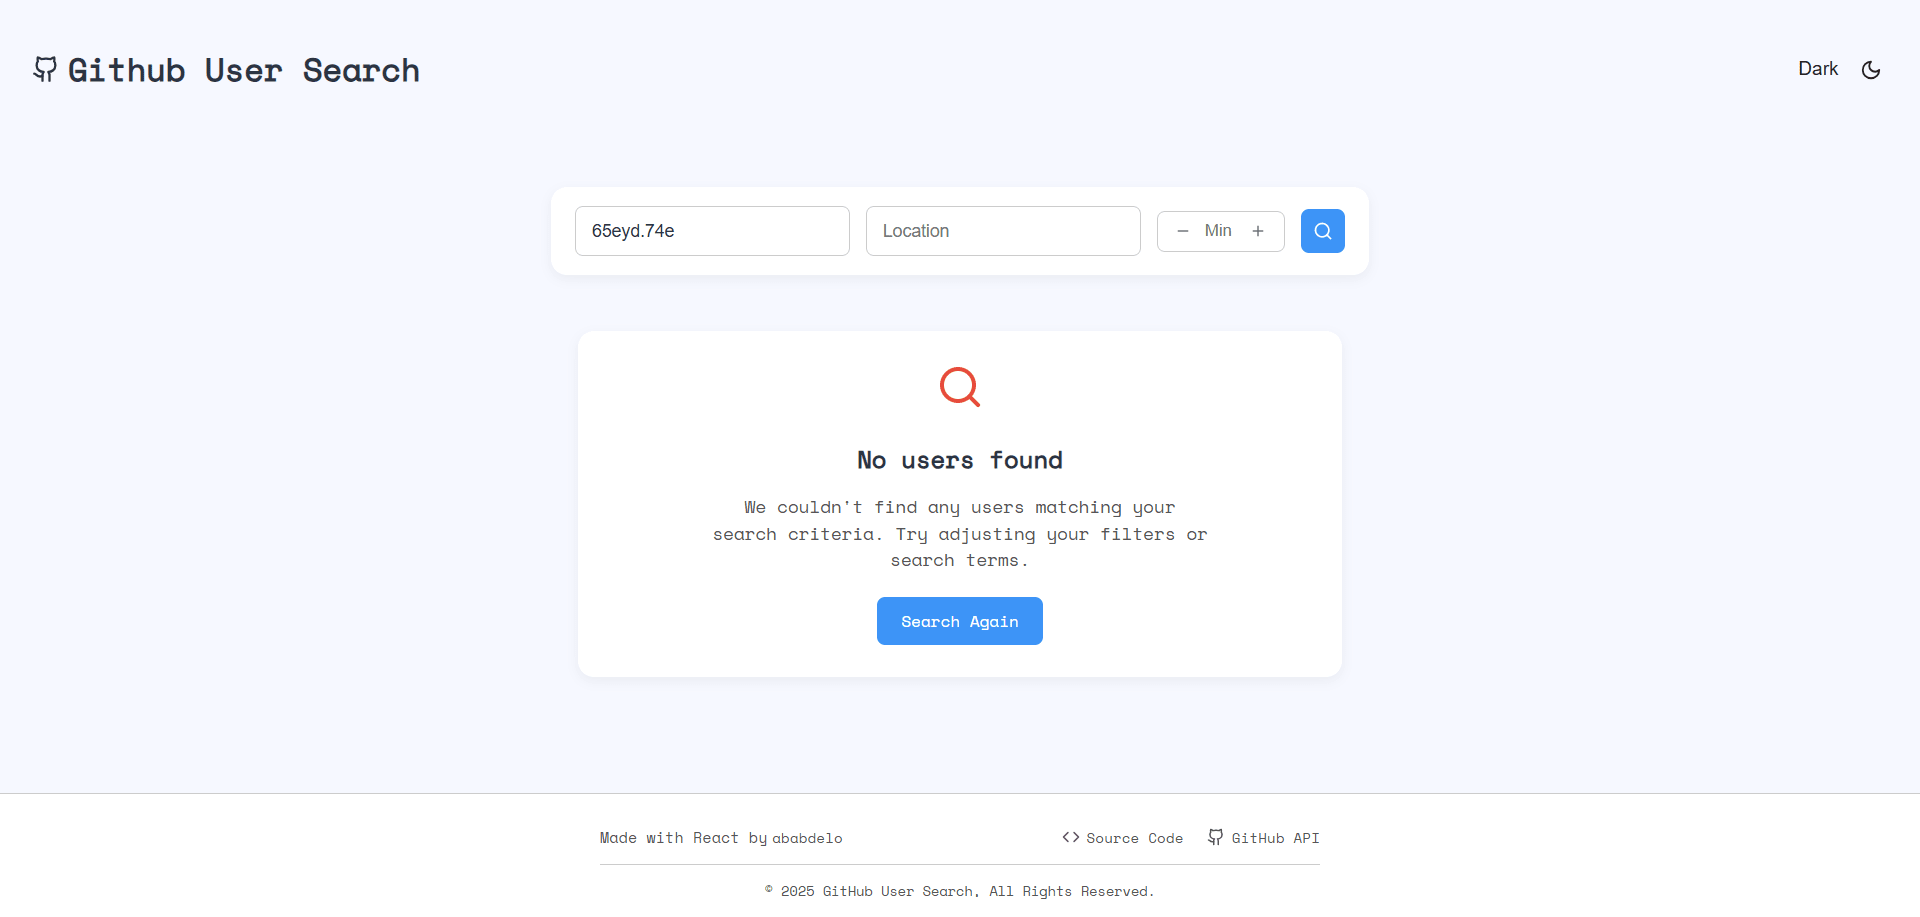 Github User Search
Dark
65eyd.74e
Location
Min
No users found
We couldn't find any users matching your
search criteria. Try adjusting your filters or
search terms.
Search Again
Made with React by ababdelo
Source Code
GitHub API
© 2025 GitHub User Search, All Rights Reserved.